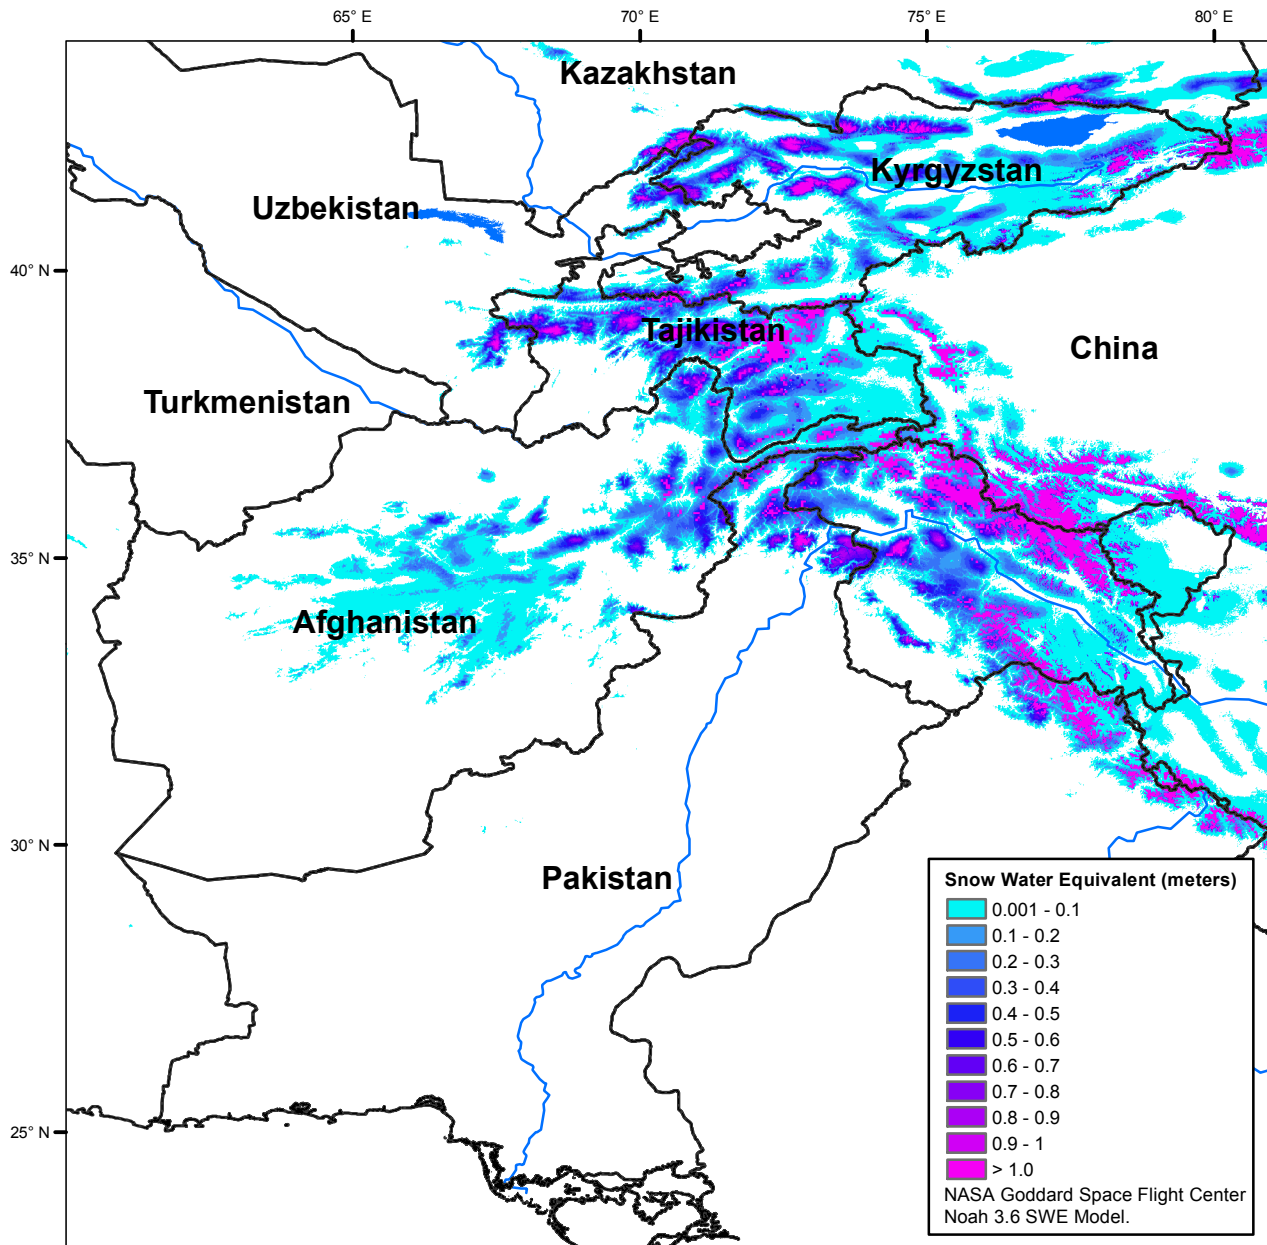 65° E
70° E
75° E
80° E
Kazakhstan
Kyrgyzstan
Uzbekistan
40° N
Tajikistan
China
Turkmenistan
35° N
Afghanistan
30° N
Pakistan
25° N
Snow Water Equivalent (meters)
0.001 - 0.1
0.1 - 0.2
0.2 - 0.3
0.3 - 0.4
0.4 - 0.5
0.5 - 0.6
0.6 - 0.7
0.7 - 0.8
0.8 - 0.9
0.9 - 1
> 1.0
NASA Goddard Space Flight Center
Noah 3.6 SWE Model.